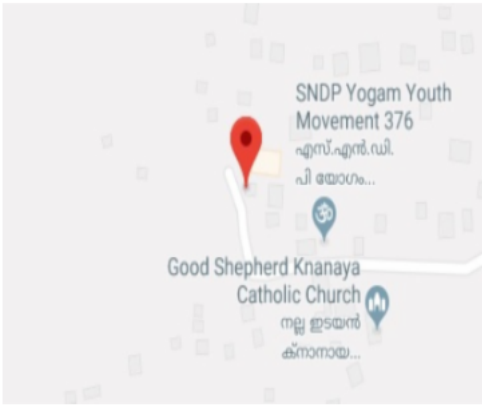 SNDP Yogam Youth
Movement 376
എസ്.എൻ.ഡി.
പി യോഗം...
Good Shepherd Knanaya
Catholic Church
നല്ല ഇടയൻ
ക്നാനായ...